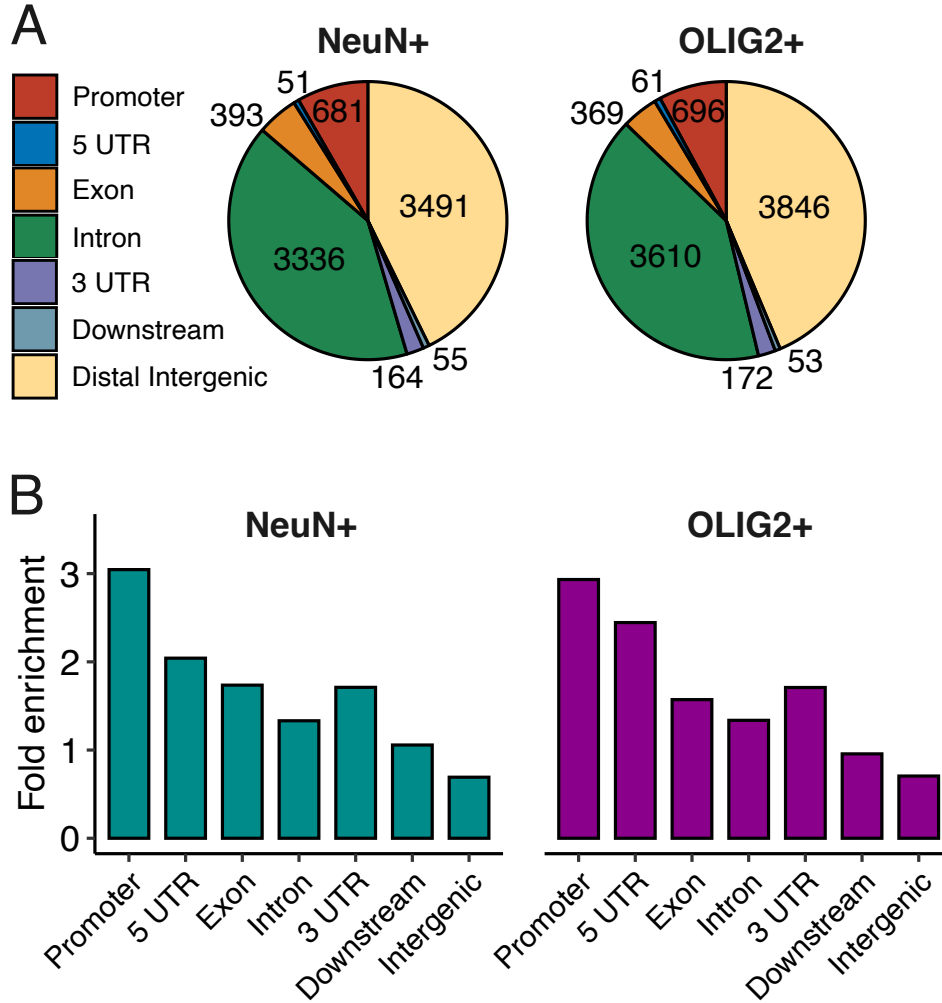 A
NeuN+
OLIG2+
Promoter
5 UTR
Exon
Intron
3 UTR
Downstream
Distal Intergenic
51
681
393
3491
3336
55
164
61
696
369
3846
3610
53
172
B
NeuN+
OLIG2+
Fold enrichment
3
2
1
0
Promoter
5 UTR
Exon
Intron
3 UTR
Downstream
Intergenic
Promoter
5 UTR
Exon
Intron
3 UTR
Downstream
Intergenic